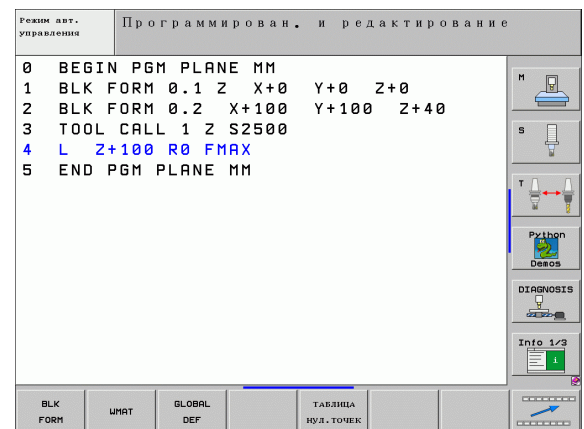 Режим авт.
управления
Программирован. и редактирование
0 BEGIN PGM PLANE MM
1 BLK FORM 0.1 Z X+0 Y+0 Z+0
2 BLK FORM 0.2 X+100 Y+100 Z+40
3 TOOL CALL 1 Z S2500
4 L Z+100 R0 FMAX
5 END PGM PLANE MM
M
S
T
Python
Demos
DIAGNOSIS
Info 1/3
i
BLK
FORM
WMAT
GLOBAL
DEF
ТАБЛИЦА
НУЛ.ТОЧЕК